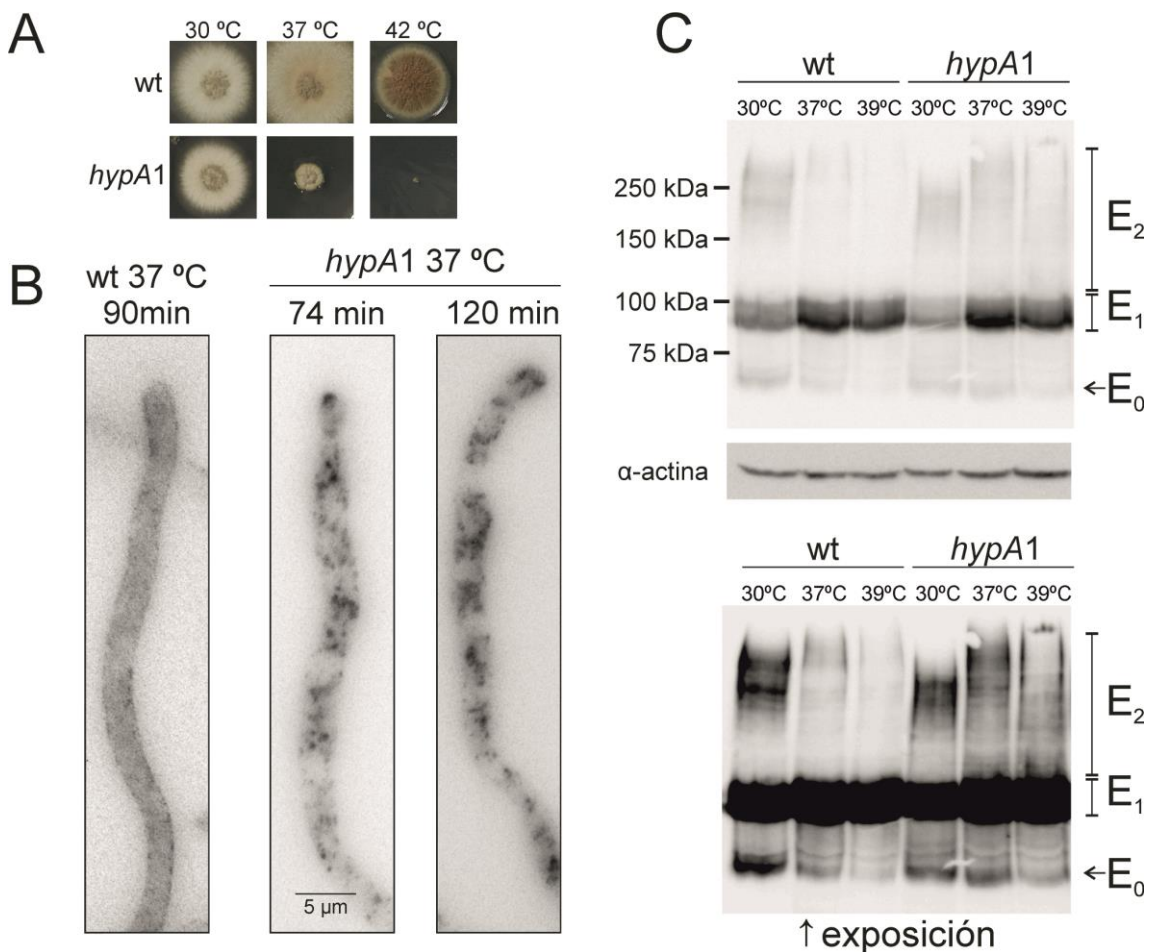 A
30 ºC 37 ºC 42 ºC
wt
hypA1
B
wt 37 ºC
90min
hypA1 37 ºC
74 min 120 min
5 µm
C
wt hypA1
30ºC 37ºC 39ºC 30ºC 37ºC 39ºC
250 kDa
150 kDa
100 kDa
75 kDa
E2
E1
←E0
α-actina
wt hypA1
30ºC 37ºC 39ºC 30ºC 37ºC 39ºC
E2
E1
←E0
↑ exposición